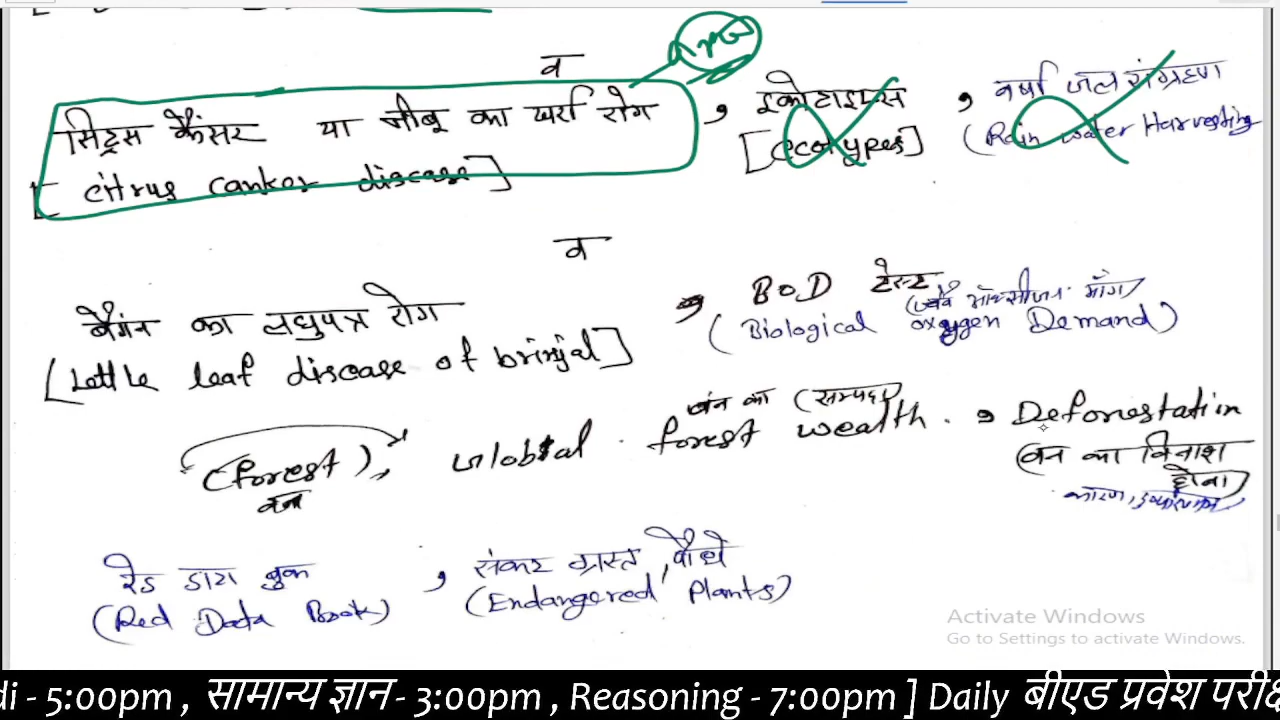 व
सिट्रस कैंसर या नीबू का खर्रा रोग , इकोटाइप्स , वर्षा जल संग्रहण
[citrus canker disease] [ecotypes] (Rain water Harvesting
व
बैगंन का लघुपत्र रोग , BOD टेस्ट
(जैव ऑक्सीजन माँग)
[Lettle leaf disease of brinjal] (Biological oxygen Demand)
वन का (सम्पदा)
(forest), Global forest wealth. , Deforestation
वन (वन का विनाश
होना)
कारण,
रेड डाटा बुक , संकट ग्रस्त पौधे
(Red Data Book) (Endangered Plants)
Activate Windows
Go to Settings to activate Windows.
di - 5:00pm , सामान्य ज्ञान - 3:00pm , Reasoning - 7:00pm ] Daily बीएड प्रवेश परीक्ष